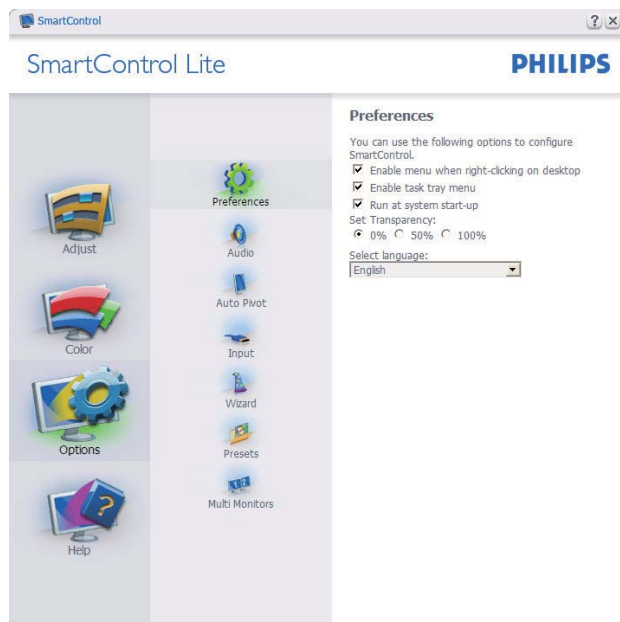 SmartControl
? X
SmartControl Lite
PHILIPS
Adjust
Color
Options
?
Help
Preferences
Audio
Auto Pivot
Input
Wizard
Presets
1 2
Multi Monitors
Preferences
You can use the following options to configure
SmartControl.
Enable menu when right-clicking on desktop
Enable task tray menu
Run at system start-up
Set Transparency:
0% 50% 100%
Select language:
English